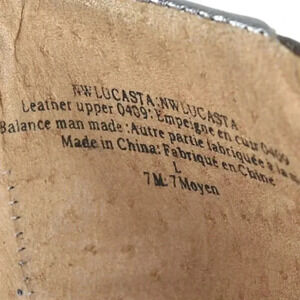 NWLUCASTA:NWLUCASTA
Leather upper 0409: Empeigne en cuir 0409
Balance man made: Autre partie fabriquée à la
Made in China: Fabriqué en Chine
L
7M:7Moyen